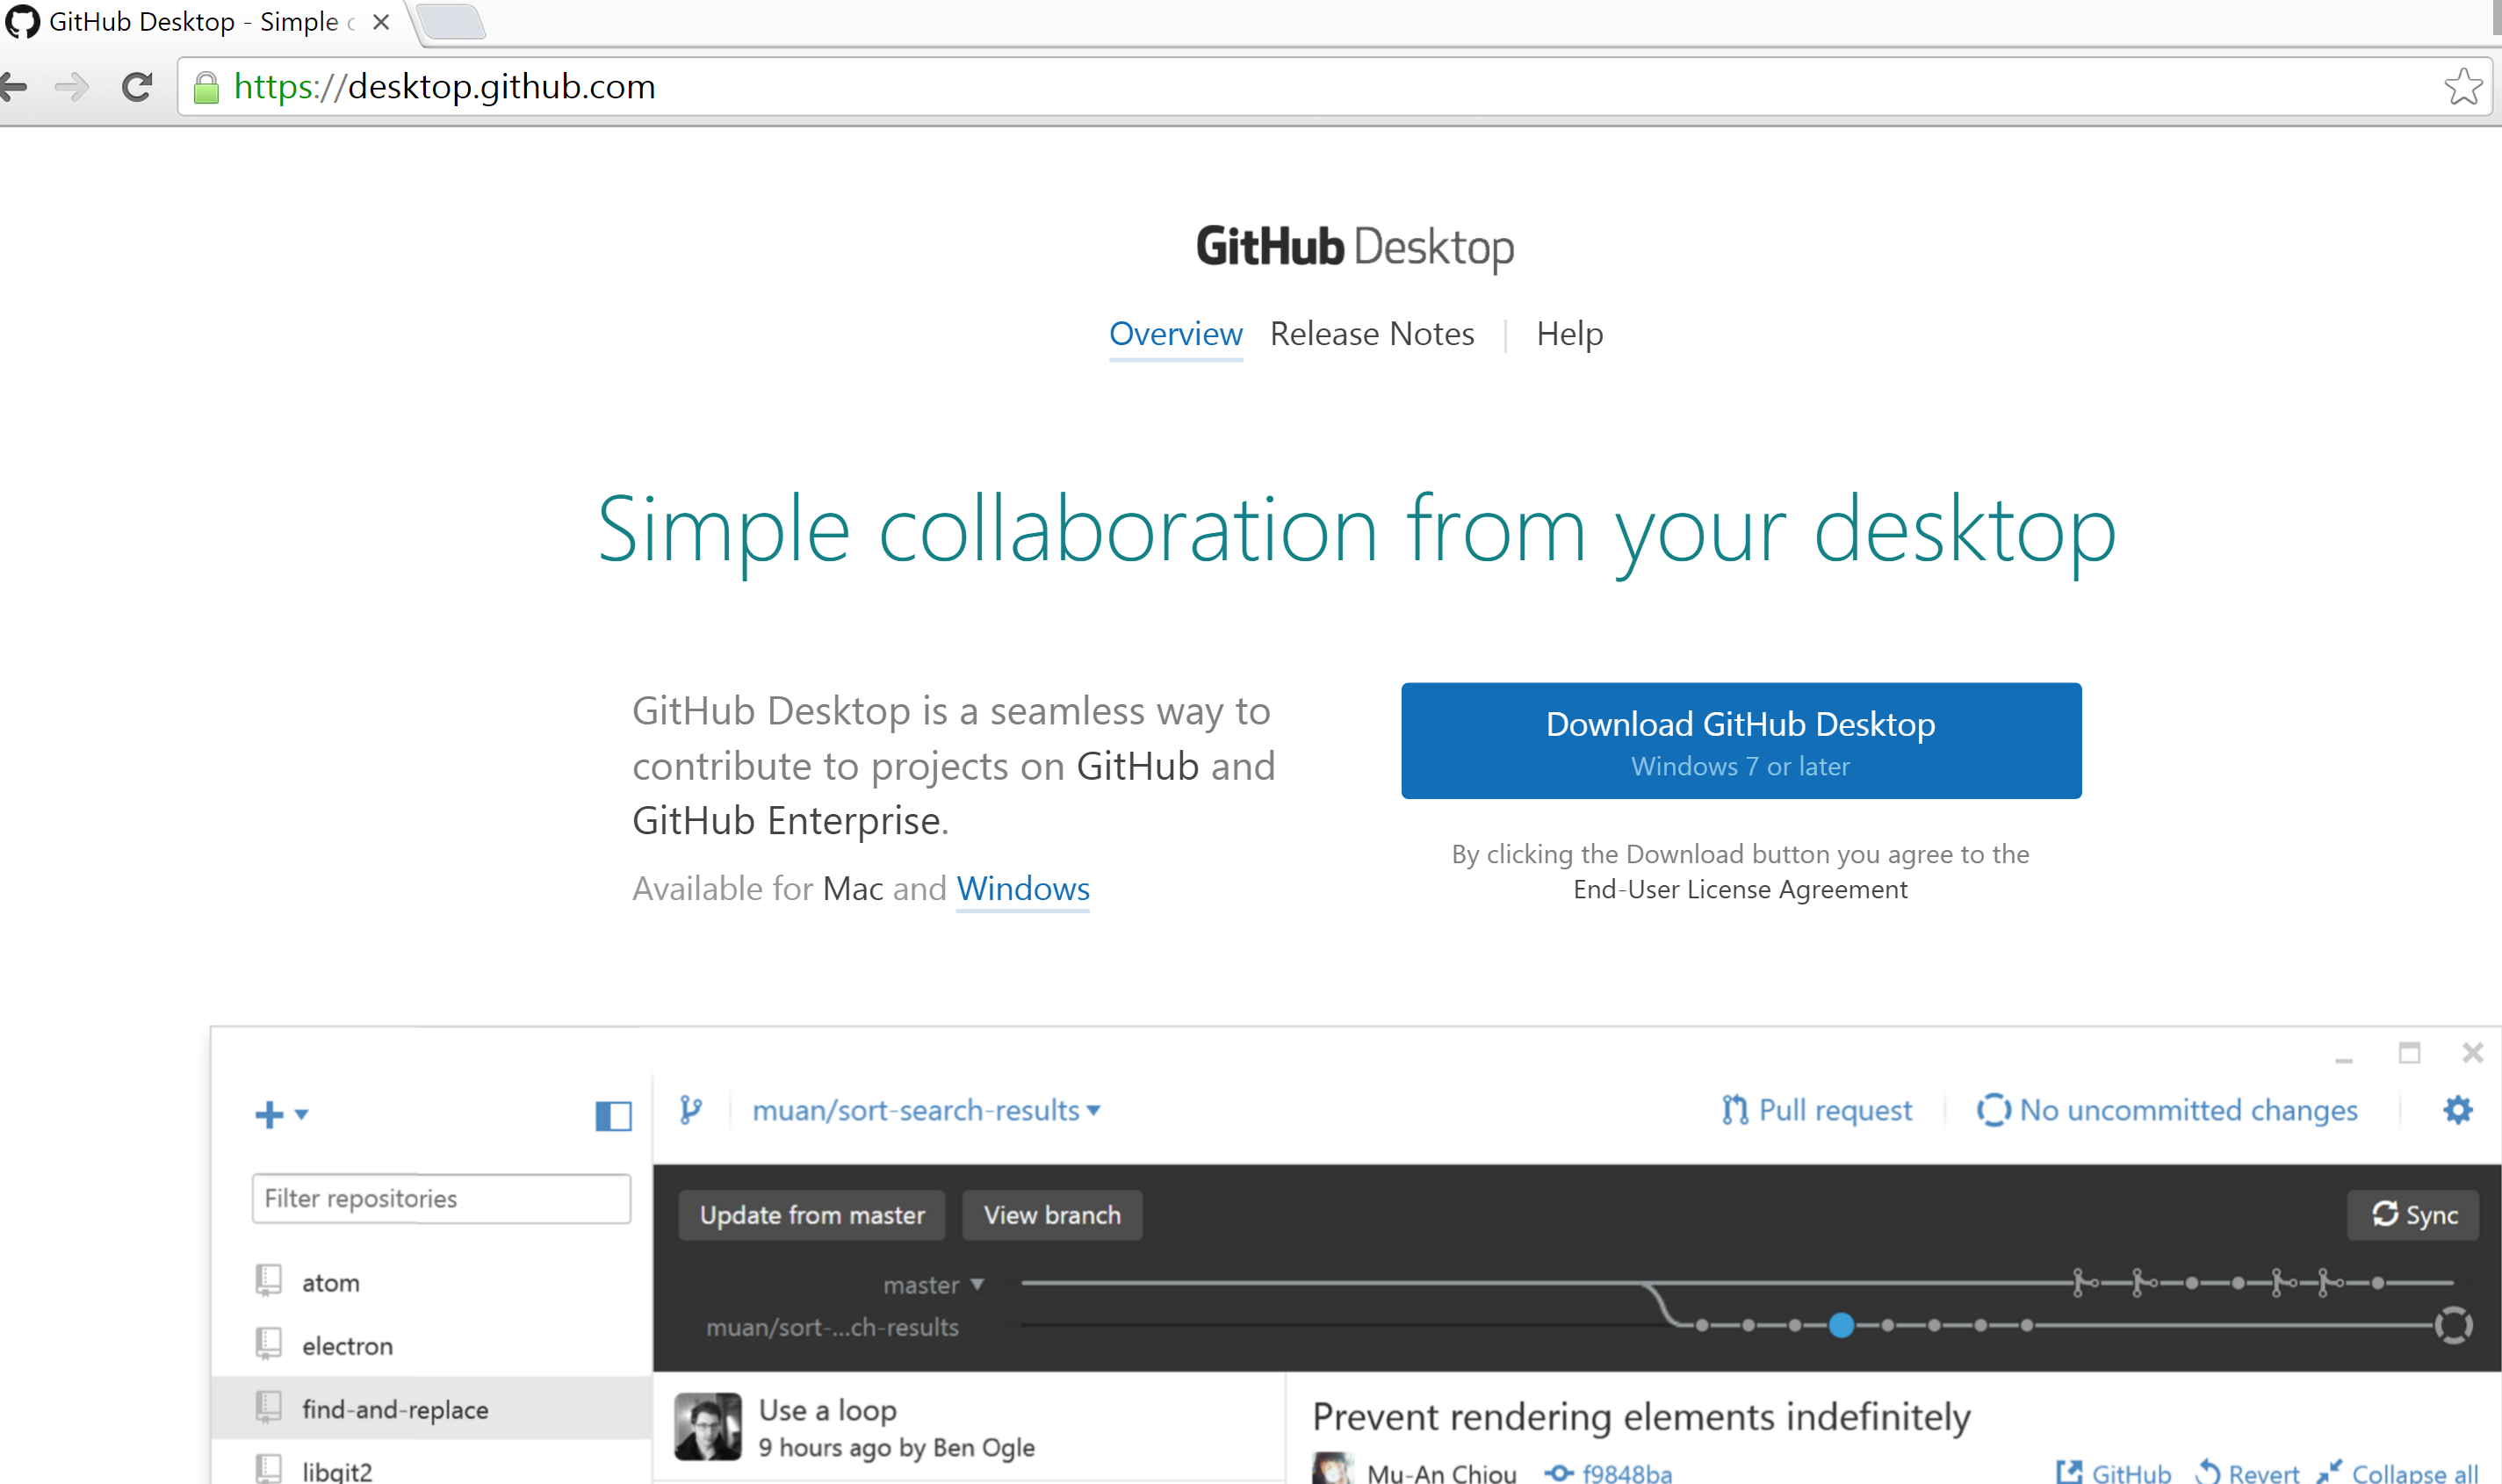 GitHub Desktop - Simple
https://desktop.github.com
GitHub Desktop
Overview Release Notes | Help
Simple collaboration from your desktop
GitHub Desktop is a seamless way to
contribute to projects on GitHub and
GitHub Enterprise.
Available for Mac and Windows
Download GitHub Desktop
Windows 7 or later
By clicking the Download button you agree to the
End-User License Agreement
muan/sort-search-results
Pull request
No uncommitted changes
Filter repositories
atom
electron
find-and-replace
libgit2
Update from master
View branch
Sync
master
muan/sort-...ch-results
Use a loop
9 hours ago by Ben Ogle
Prevent rendering elements indefinitely
Mu-An Chiou f9848ba
GitHub Revert Collapse all